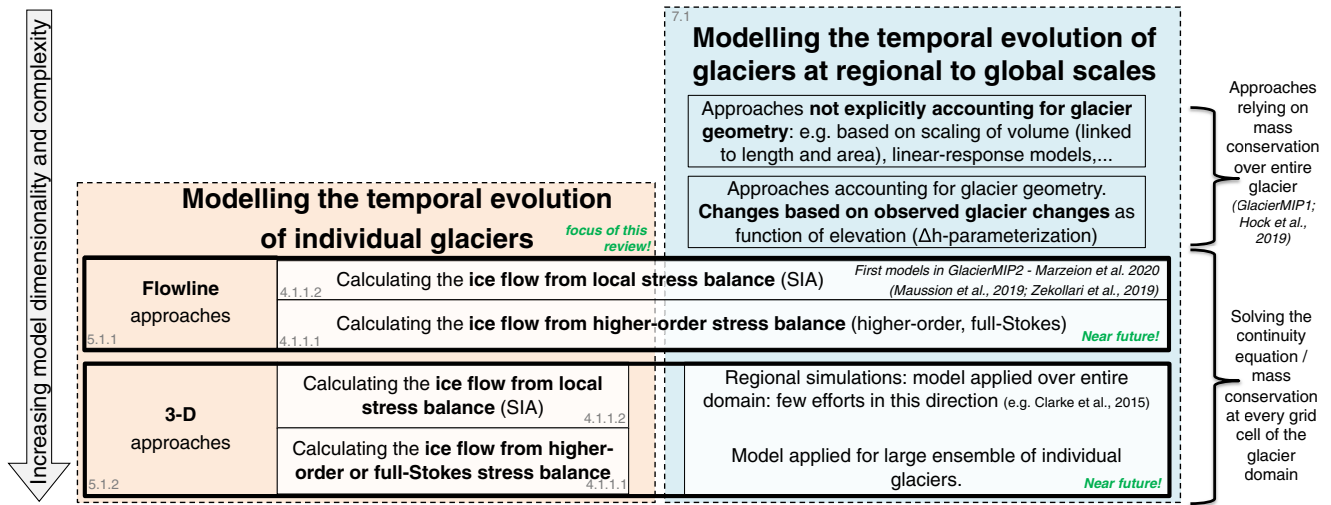 Increasing model dimensionality and complexity
7.1
Modelling the temporal evolution of
glaciers at regional to global scales
Approaches not explicitly accounting for glacier
geometry: e.g. based on scaling of volume (linked
to length and area), linear-response models,...
Approaches accounting for glacier geometry.
Changes based on observed glacier changes as
function of elevation (Δh-parameterization)
Approaches
relying on
mass
conservation
over entire
glacier
(GlacierMIP1;
Hock et al.,
2019)
Modelling the temporal evolution
of individual glaciers
focus of this
review!
Flowline
approaches
5.1.1
Calculating the ice flow from local stress balance (SIA)
4.1.1.2
First models in GlacierMIP2 - Marzeion et al. 2020
(Maussion et al., 2019; Zekollari et al., 2019)
Calculating the ice flow from higher-order stress balance (higher-order, full-Stokes)
4.1.1.1
Near future!
3-D
approaches
5.1.2
Calculating the ice flow from local
stress balance (SIA)
4.1.1.2
Calculating the ice flow from higher-
order or full-Stokes stress balance
4.1.1.1
Regional simulations: model applied over entire
domain: few efforts in this direction (e.g. Clarke et al., 2015)
Model applied for large ensemble of individual
glaciers.
Near future!
Solving the
continuity
equation /
mass
conservation
at every grid
cell of the
glacier
domain